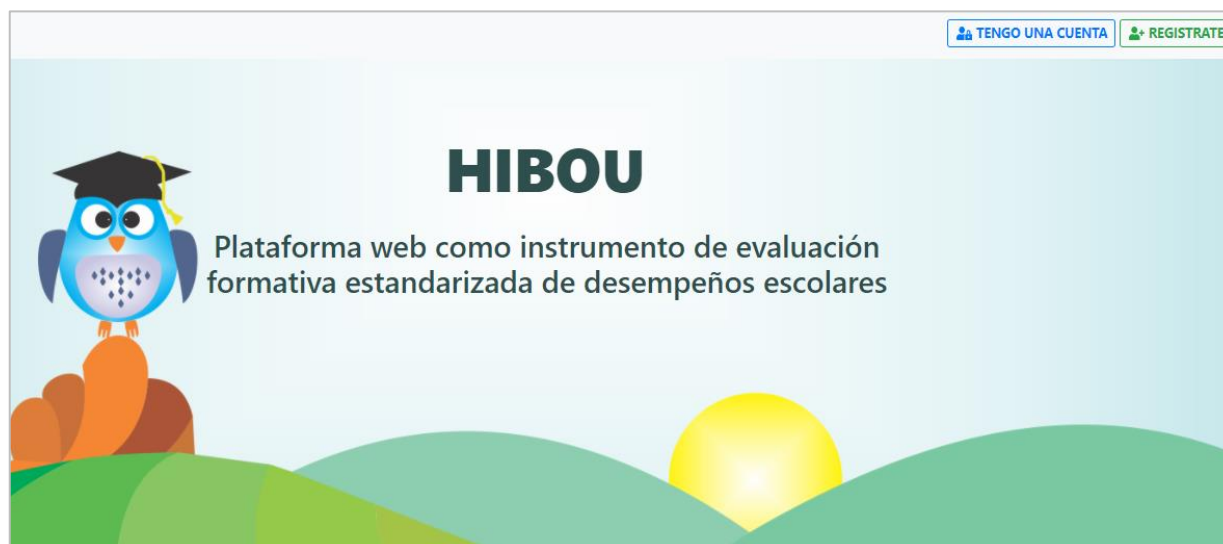 TENGO UNA CUENTA
REGISTRATE
HIBOU
Plataforma web como instrumento de evaluación
formativa estandarizada de desempeños escolares